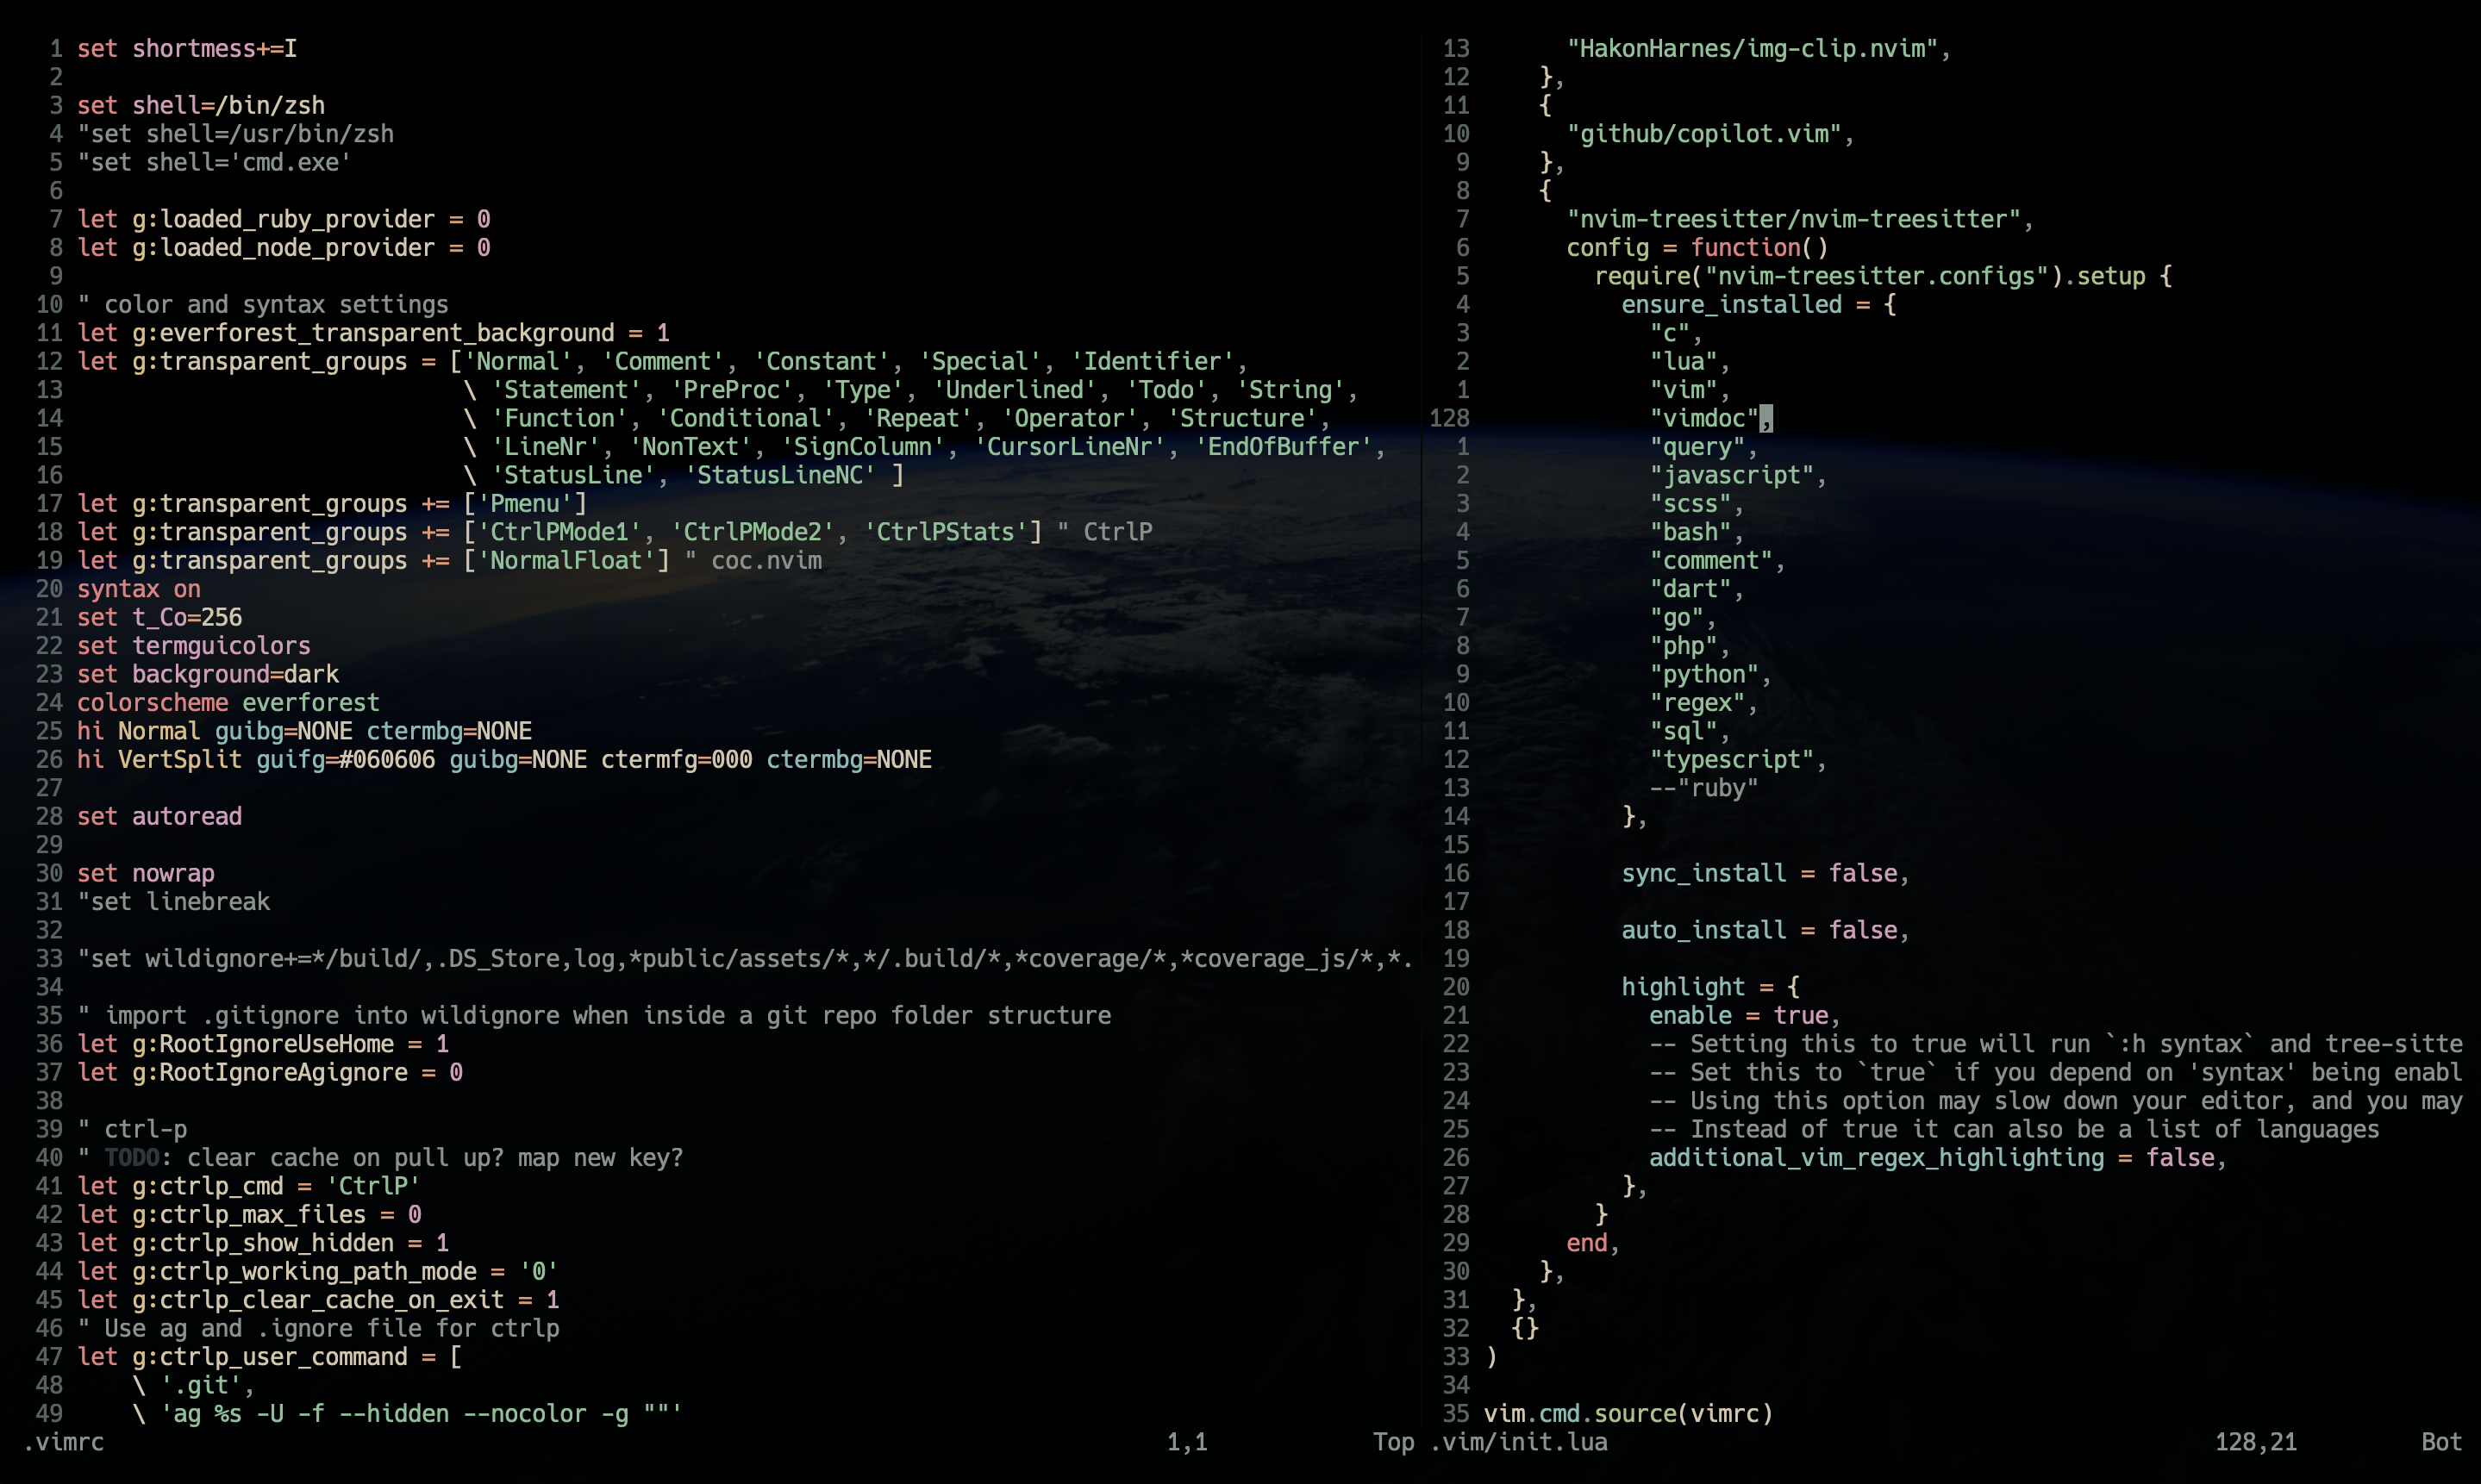 1 set shortmess+=I
2
3 set shell=/bin/zsh
4 "set shell=/usr/bin/zsh
5 "set shell='cmd.exe'
6
7 let g:loaded_ruby_provider = 0
8 let g:loaded_node_provider = 0
9
10 " color and syntax settings
11 let g:everforest_transparent_background = 1
12 let g:transparent_groups = ['Normal', 'Comment', 'Constant', 'Special', 'Identifier',
13                             \ 'Statement', 'PreProc', 'Type', 'Underlined', 'Todo', 'String',
14                             \ 'Function', 'Conditional', 'Repeat', 'Operator', 'Structure',
15                             \ 'LineNr', 'NonText', 'SignColumn', 'CursorLineNr', 'EndOfBuffer',
16                             \ 'StatusLine', 'StatusLineNC' ]
17 let g:transparent_groups += ['Pmenu']
18 let g:transparent_groups += ['CtrlPMode1', 'CtrlPMode2', 'CtrlPStats'] " CtrlP
19 let g:transparent_groups += ['NormalFloat'] " coc.nvim
20 syntax on
21 set t_Co=256
22 set termguicolors
23 set background=dark
24 colorscheme everforest
25 hi Normal guibg=NONE ctermbg=NONE
26 hi VertSplit guifg=#060606 guibg=NONE ctermfg=000 ctermbg=NONE
27
28 set autoread
29
30 set nowrap
31 "set linebreak
32
33 "set wildignore+=*/build/,.DS_Store,log,*public/assets/*,*/.build/*,*coverage/*,*coverage_js/*,*.
34
35 " import .gitignore into wildignore when inside a git repo folder structure
36 let g:RootIgnoreUseHome = 1
37 let g:RootIgnoreAgignore = 0
38
39 " ctrl-p
40 " TODO: clear cache on pull up? map new key?
41 let g:ctrlp_cmd = 'CtrlP'
42 let g:ctrlp_max_files = 0
43 let g:ctrlp_show_hidden = 1
44 let g:ctrlp_working_path_mode = '0'
45 let g:ctrlp_clear_cache_on_exit = 1
46 " Use ag and .ignore file for ctrlp
47 let g:ctrlp_user_command = [
48     \ '.git',
49     \ 'ag %s -U -f --hidden --nocolor -g ""'
.vimrc 1,1 Top
13       "HakonHarnes/img-clip.nvim",
12     },
11     {
10       "github/copilot.vim",
9     },
8     {
7       "nvim-treesitter/nvim-treesitter",
6       config = function()
5         require("nvim-treesitter.configs").setup {
4           ensure_installed = {
3             "c",
2             "lua",
1             "vim",
128             "vimdoc",
1             "query",
2             "javascript",
3             "scss",
4             "bash",
5             "comment",
6             "dart",
7             "go",
8             "php",
9             "python",
10             "regex",
11             "sql",
12             "typescript",
13             --"ruby"
14           },
15
16           sync_install = false,
17
18           auto_install = false,
19
20           highlight = {
21             enable = true,
22             -- Setting this to true will run `:h syntax` and tree-sitte
23             -- Set this to `true` if you depend on 'syntax' being enabl
24             -- Using this option may slow down your editor, and you may
25             -- Instead of true it can also be a list of languages
26             additional_vim_regex_highlighting = false,
27           },
28         }
29       end,
30     },
31   },
32   {}
33 )
34
35 vim.cmd.source(vimrc)
.vim/init.lua 128,21 Bot